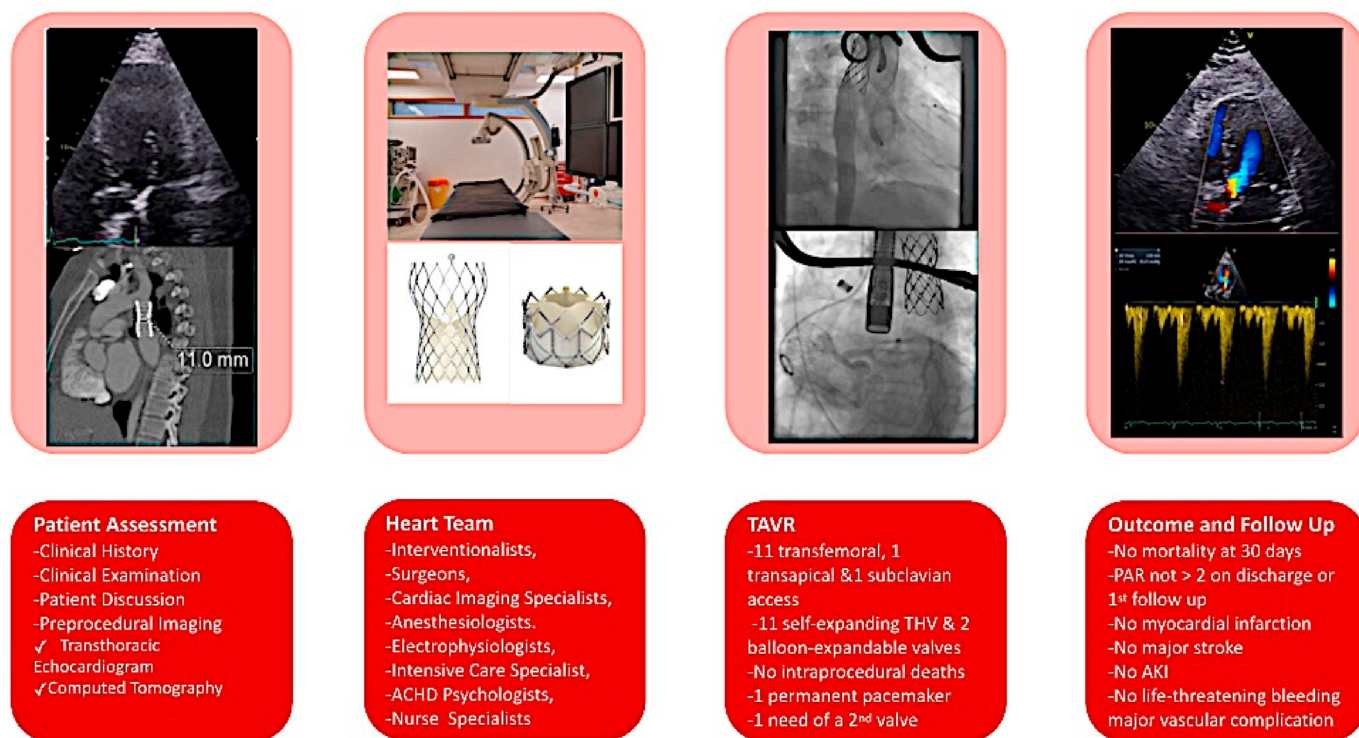 11.0 mm
V
Patient Assessment
-Clinical History
-Clinical Examination
-Patient Discussion
-Preprocedural Imaging
✓ Transthoracic
Echocardiogram
✓Computed Tomography
Heart Team
-Interventionalists,
-Surgeons,
-Cardiac Imaging Specialists,
-Anesthesiologists.
-Electrophysiologists,
-Intensive Care Specialist,
-ACHD Psychologists,
-Nurse Specialists
TAVR
-11 transfemoral, 1
transapical &1 subclavian
access
-11 self-expanding THV & 2
balloon-expandable valves
-No intraprocedural deaths
-1 permanent pacemaker
-1 need of a 2nd valve
Outcome and Follow Up
-No mortality at 30 days
-PAR not > 2 on discharge or
1st follow up
-No myocardial infarction
-No major stroke
-No AKI
-No life-threatening bleeding
major vascular complication